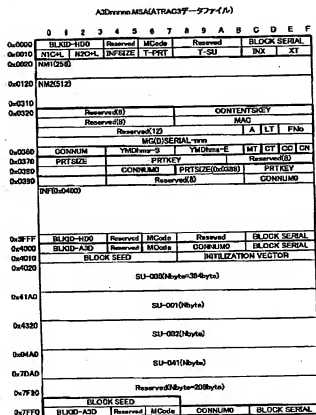 A3Dnnnnn.MSA(ATRAC3データファイル)
0 1 2 3 4 5 6 7 8 9 A B C D E F
0x0000 BLKID-HD0 Reserved MCode Reserved BLOCK SERIAL
0x0010 N1C+L N2C+L INFSIZE T-PRT T-SU INX XT
0x0020 NM1(256)
0x0120 NM2(512)
0x0310
0x0320 Reserved(8) CONTENTSKEY
Reserved(8) MAC
Reserved(12) A LT FNo
MG(D)SERIAL-nnn
0x0360 CONNUM YMDhms-S YMDhms-E MT CT CC CN
0x0370 PRTSIZE PRTKEY Reserved(8)
0x0380 CONNUM0 PRTSIZE(0x0388) PRTKEY
0x0390 Reserved(8) CONNUM0
INF(0x0400)
0x3FFF BLKID-HD0 Reserved MCode Reserved BLOCK SERIAL
0x4000 BLKID-A3D Reserved MCode CONNUM0 BLOCK SERIAL
0x4010 BLOCK SEED INITILIZATION VECTOR
0x4020
SU-000(Nbyte=384byte)
0x41A0
SU-001(Nbyte)
0x4320
SU-002(Nbyte)
0x04A0
SU-041(Nbyte)
0x7DA0
Reserved(Nbyte=208byte)
0x7F20
BLOCK SEED
0x7FF0 BLKID-A3D Reserved MCode CONNUM0 BLOCK SERIAL